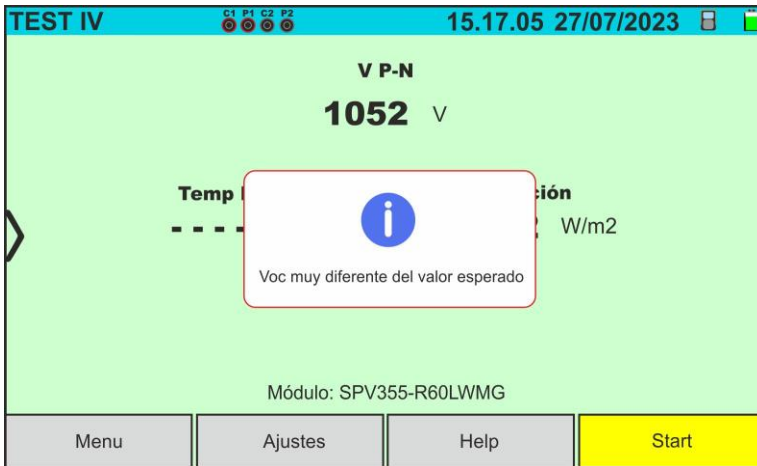 TEST IV
C1 P1 C2 P2
15.17.05 27/07/2023
V P-N
1052 V
Temp
ción
- - - -
W/m2
Voc muy diferente del valor esperado
Módulo: SPV355-R60LWMG
Menu
Ajustes
Help
Start